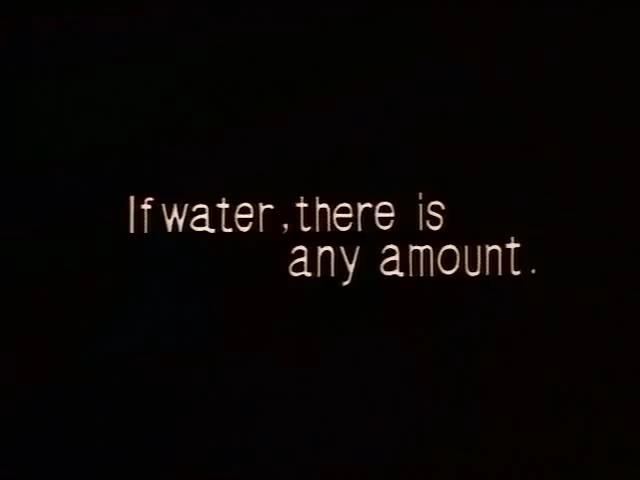 If water, there is
any amount.